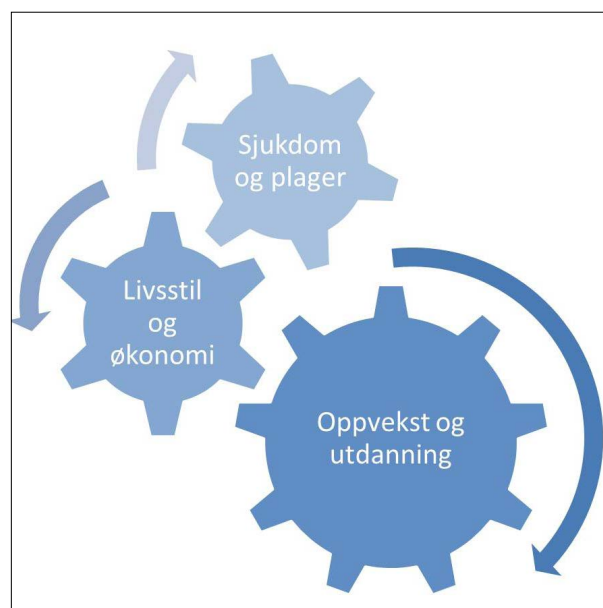 Sjukdom
og plager
Livsstil
og
økonomi
Oppvekst og
utdanning